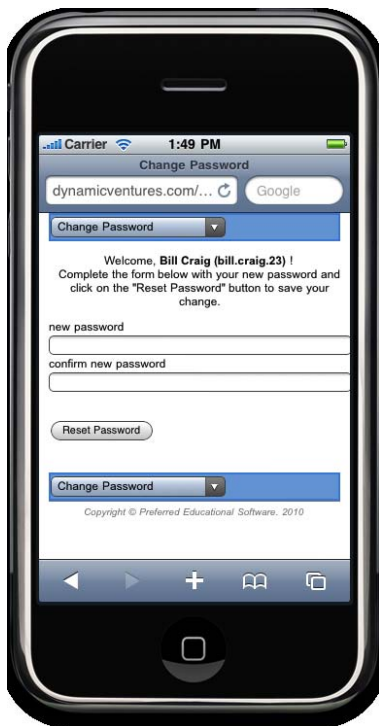 Carrier 1:49 PM
Change Password
dynamicventures.com/... Google
Change Password
Welcome, Bill Craig (bill.craig.23) !
Complete the form below with your new password and
click on the "Reset Password" button to save your
change.
new password
confirm new password
Reset Password
Change Password
Copyright © Preferred Educational Software. 2010